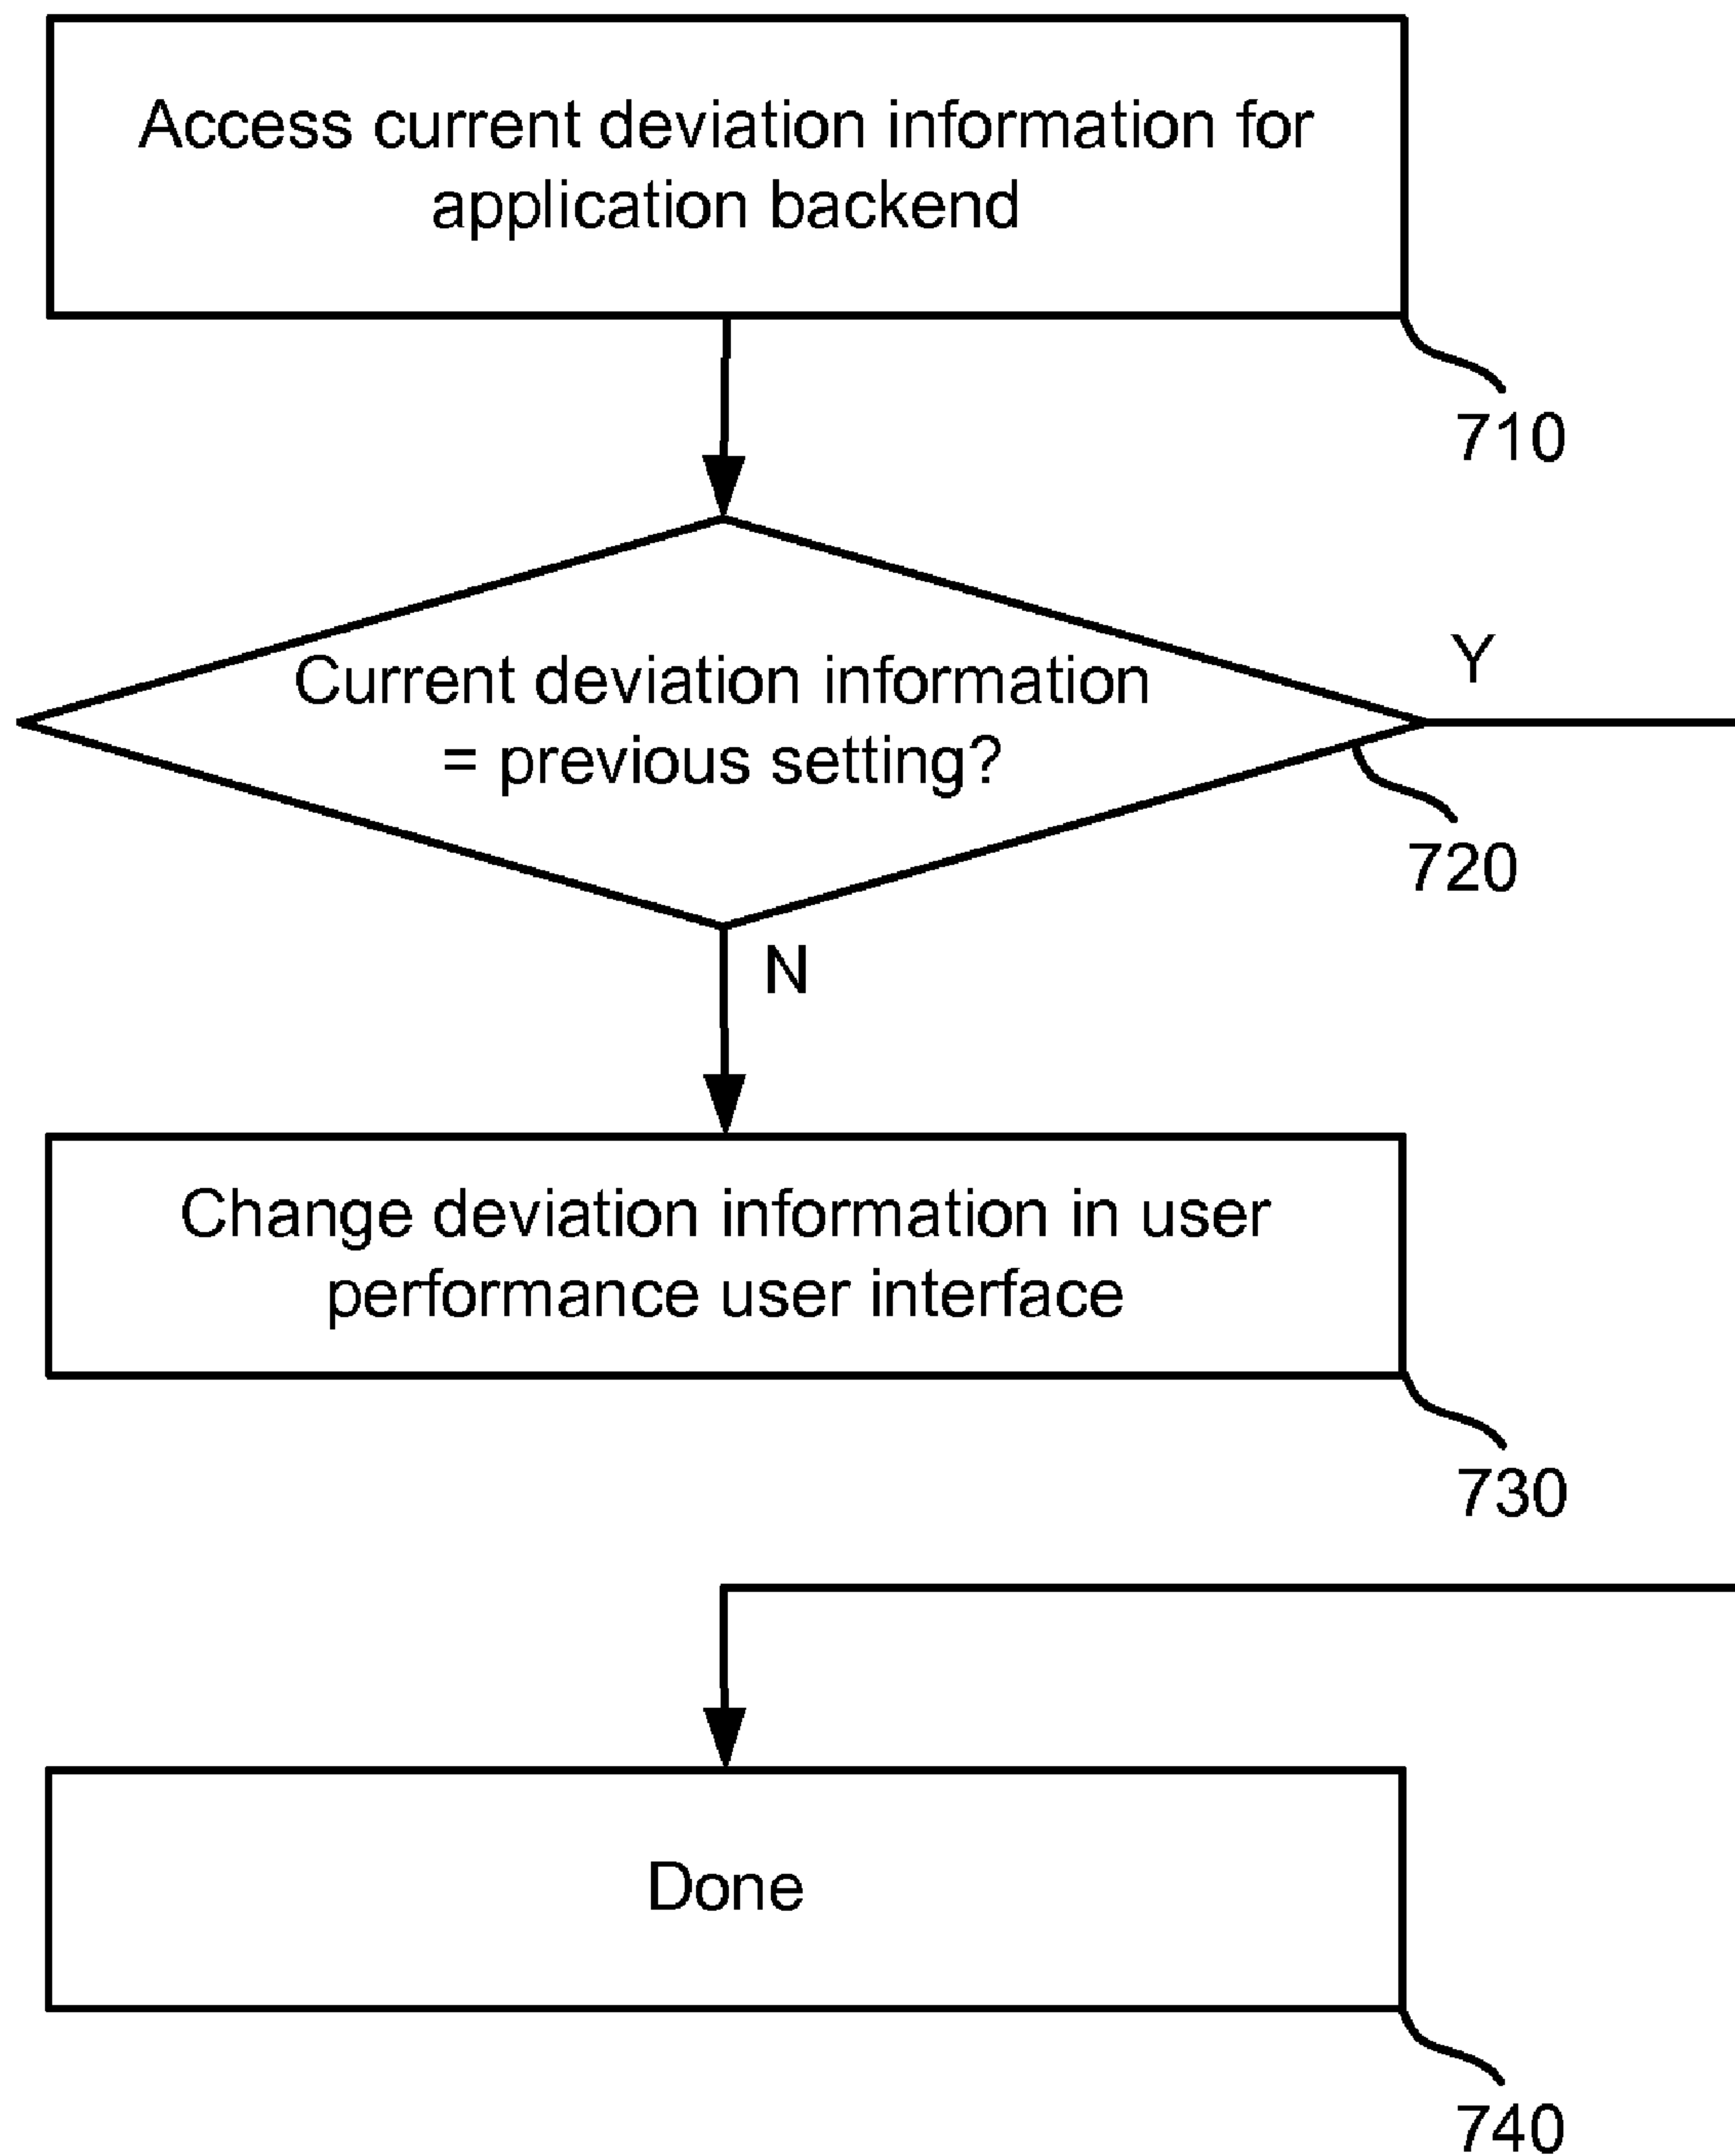 Access current deviation information for
application backend
710
Current deviation information
= previous setting?
Y
720
N
Change deviation information in user
performance user interface
730
Done
740